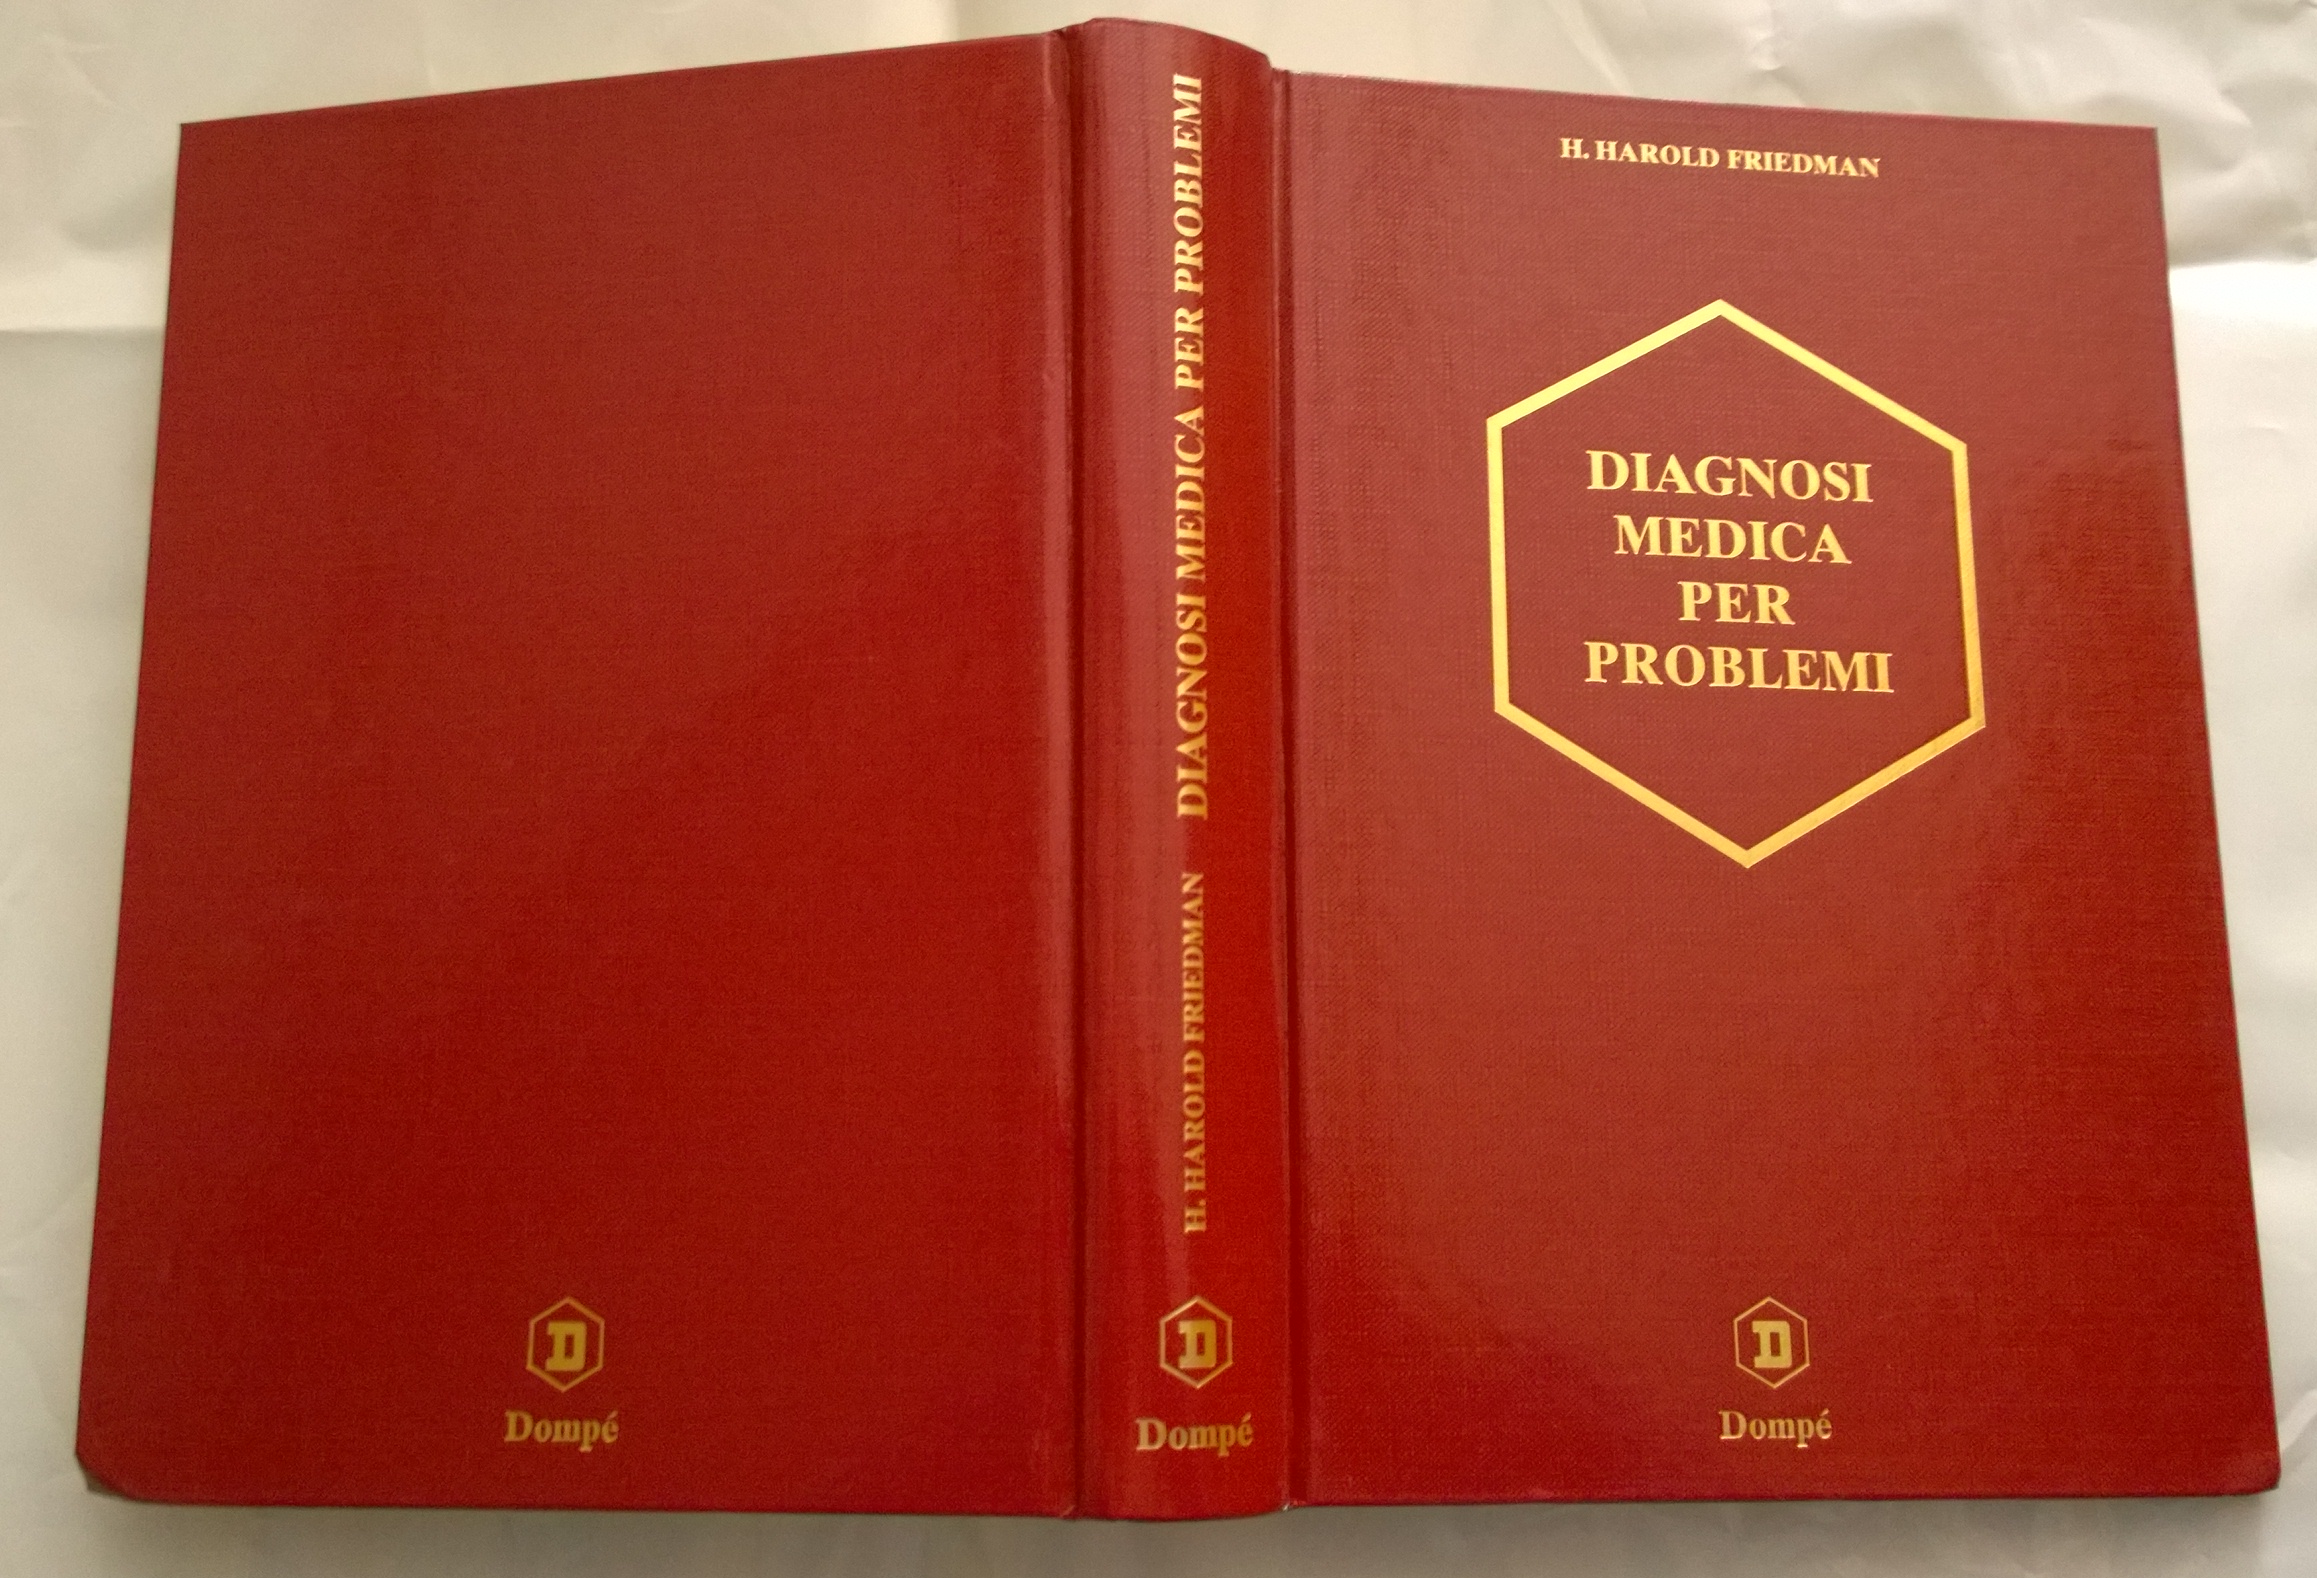 D
Dompé
H. HAROLD FRIEDMAN DIAGNOSI MEDICA PER PROBLEMI
D
Dompé
H. HAROLD FRIEDMAN
DIAGNOSI
MEDICA
PER
PROBLEMI
D
Dompé